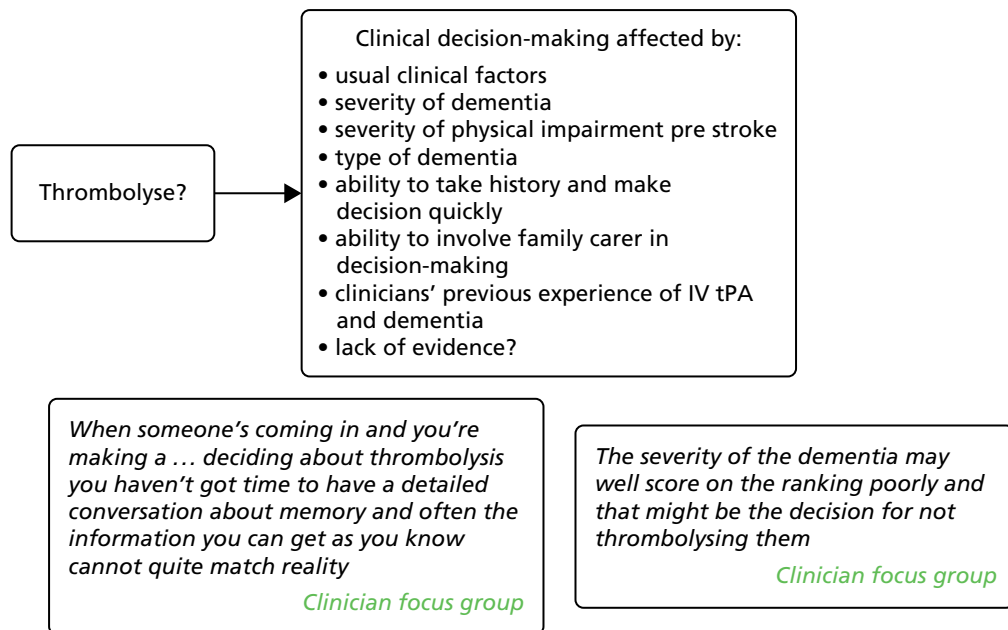 Thrombolyse?
Clinical decision-making affected by:
• usual clinical factors
• severity of dementia
• severity of physical impairment pre stroke
• type of dementia
• ability to take history and make
decision quickly
• ability to involve family carer in
decision-making
• clinicians’ previous experience of IV tPA
and dementia
• lack of evidence?
When someone’s coming in and you’re
making a … deciding about thrombolysis
you haven’t got time to have a detailed
conversation about memory and often the
information you can get as you know
cannot quite match reality
Clinician focus group
The severity of the dementia may
well score on the ranking poorly and
that might be the decision for not
thrombolysing them
Clinician focus group